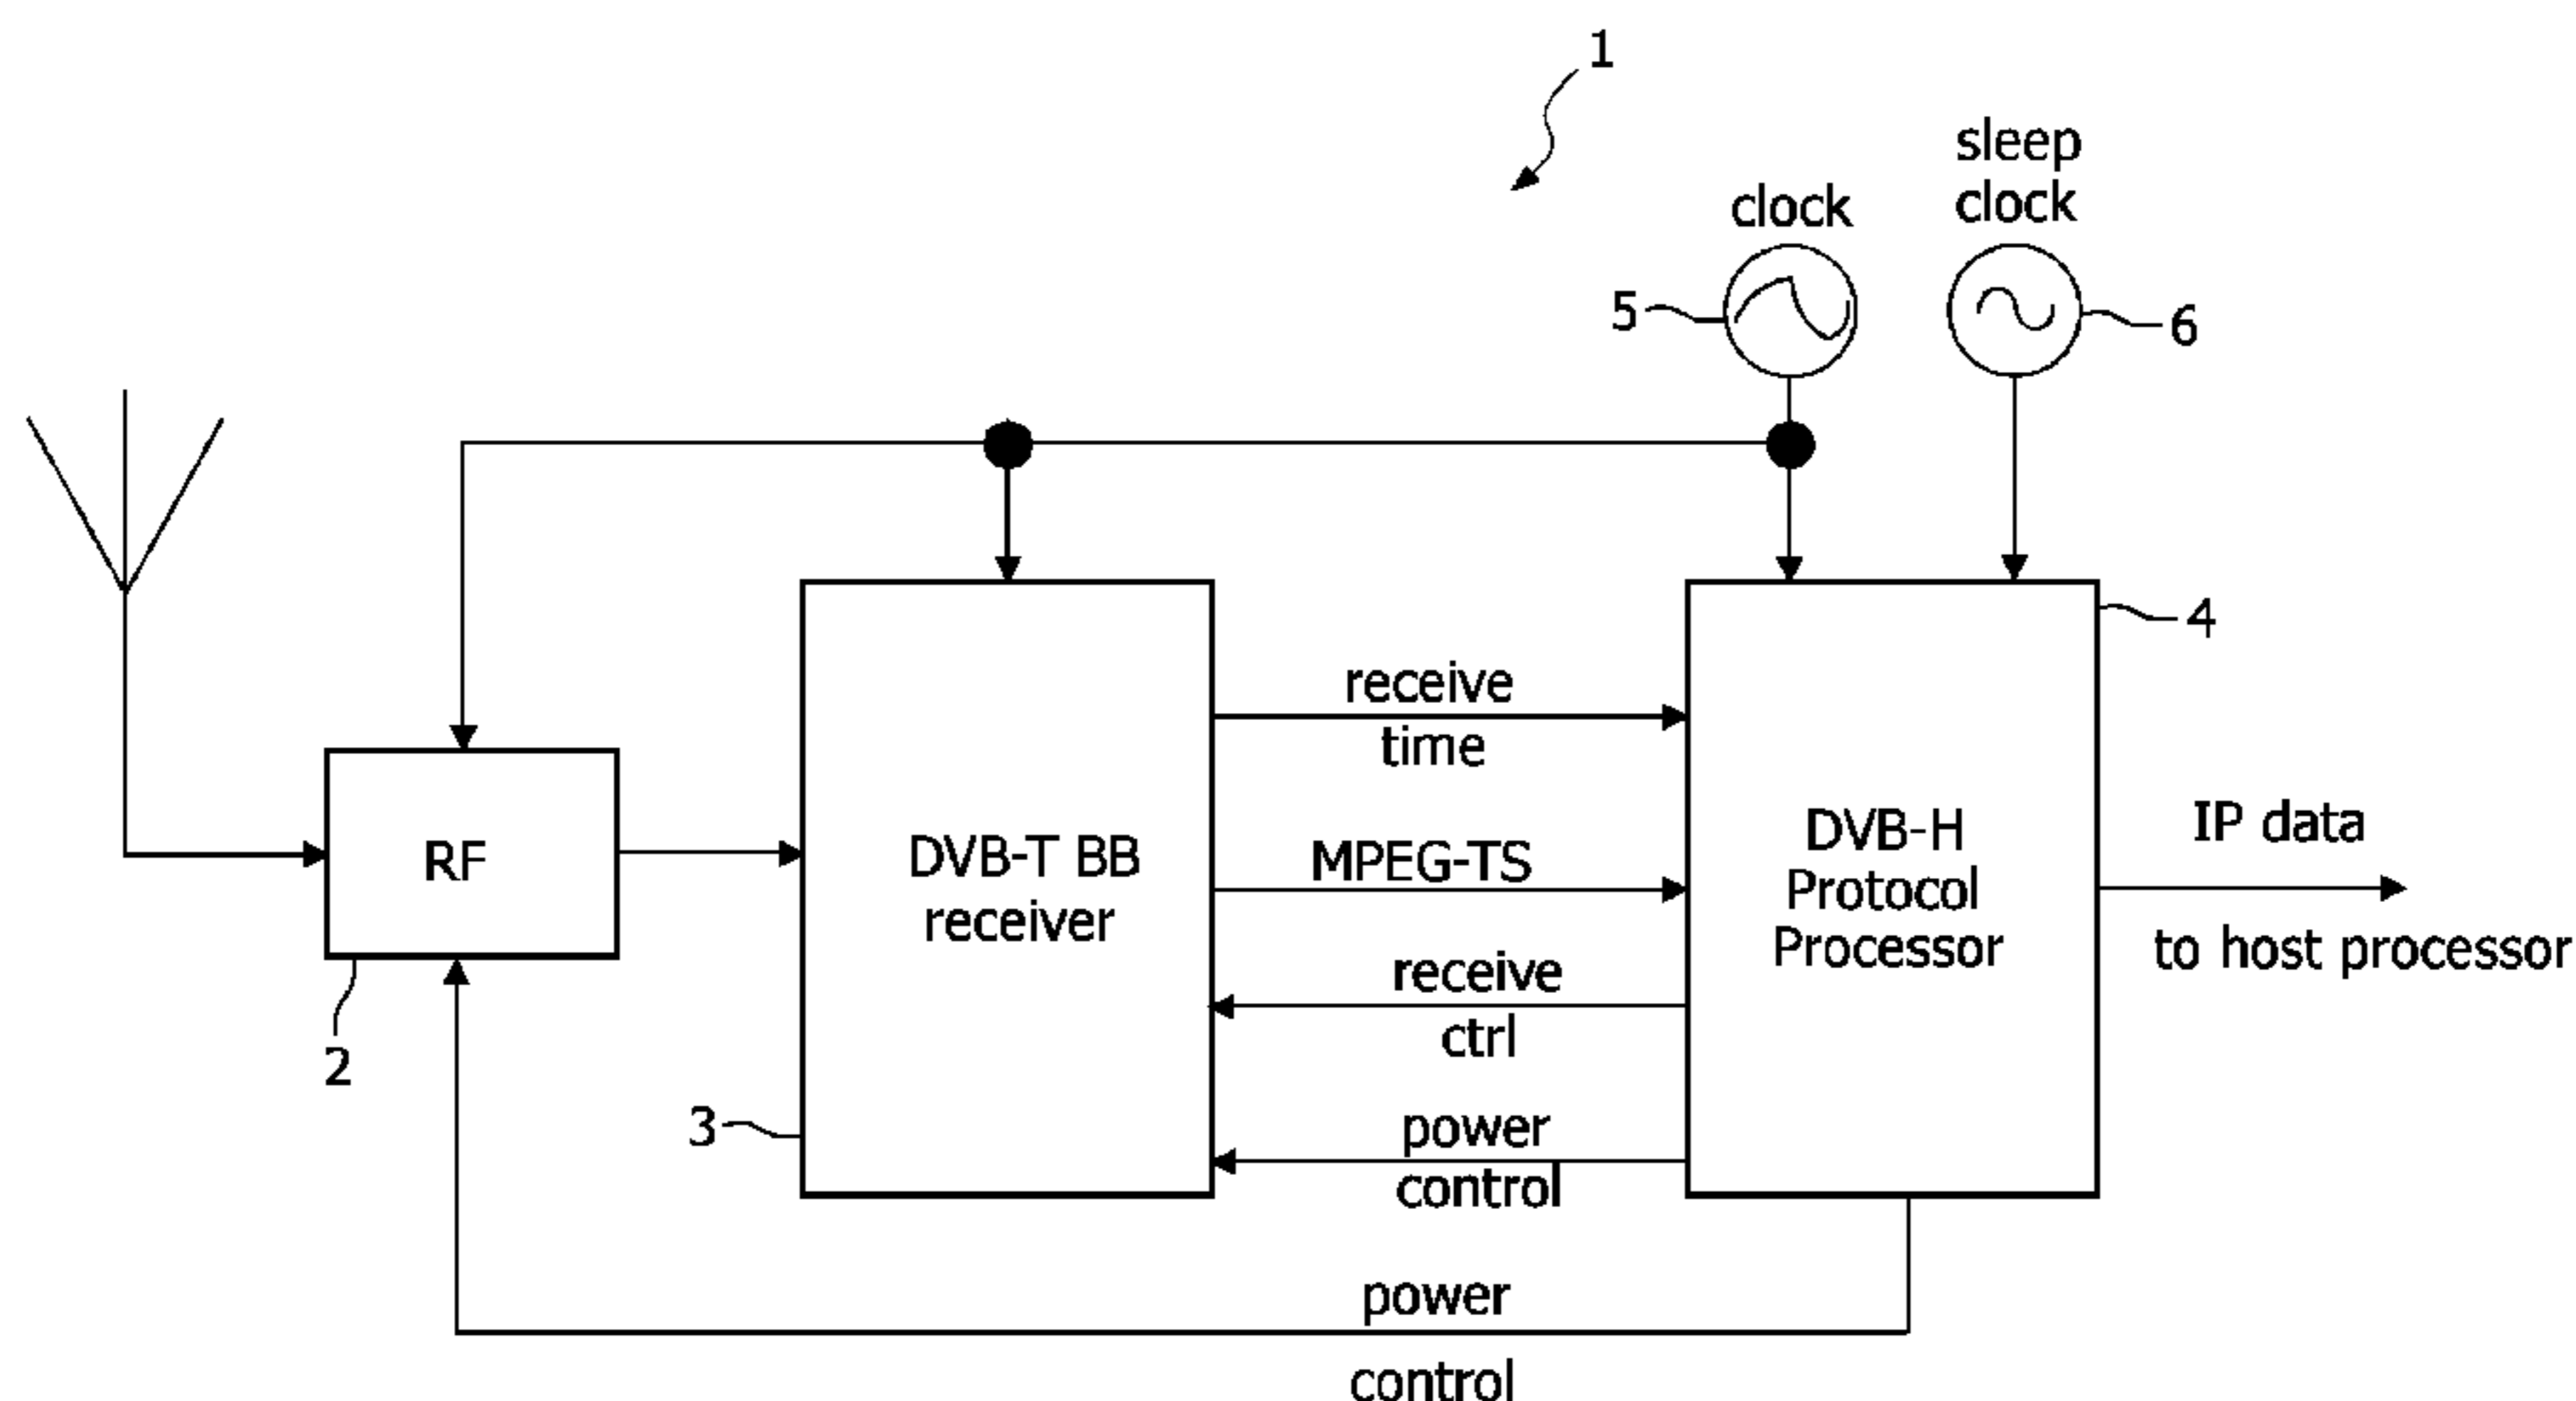 1
sleep
clock
clock
5
6
4
receive
time
RF
DVB-T BB
receiver
MPEG-TS
DVB-H
Protocol
Processor
IP data
to host processor
receive
ctrl
2
3
power
control
power
control